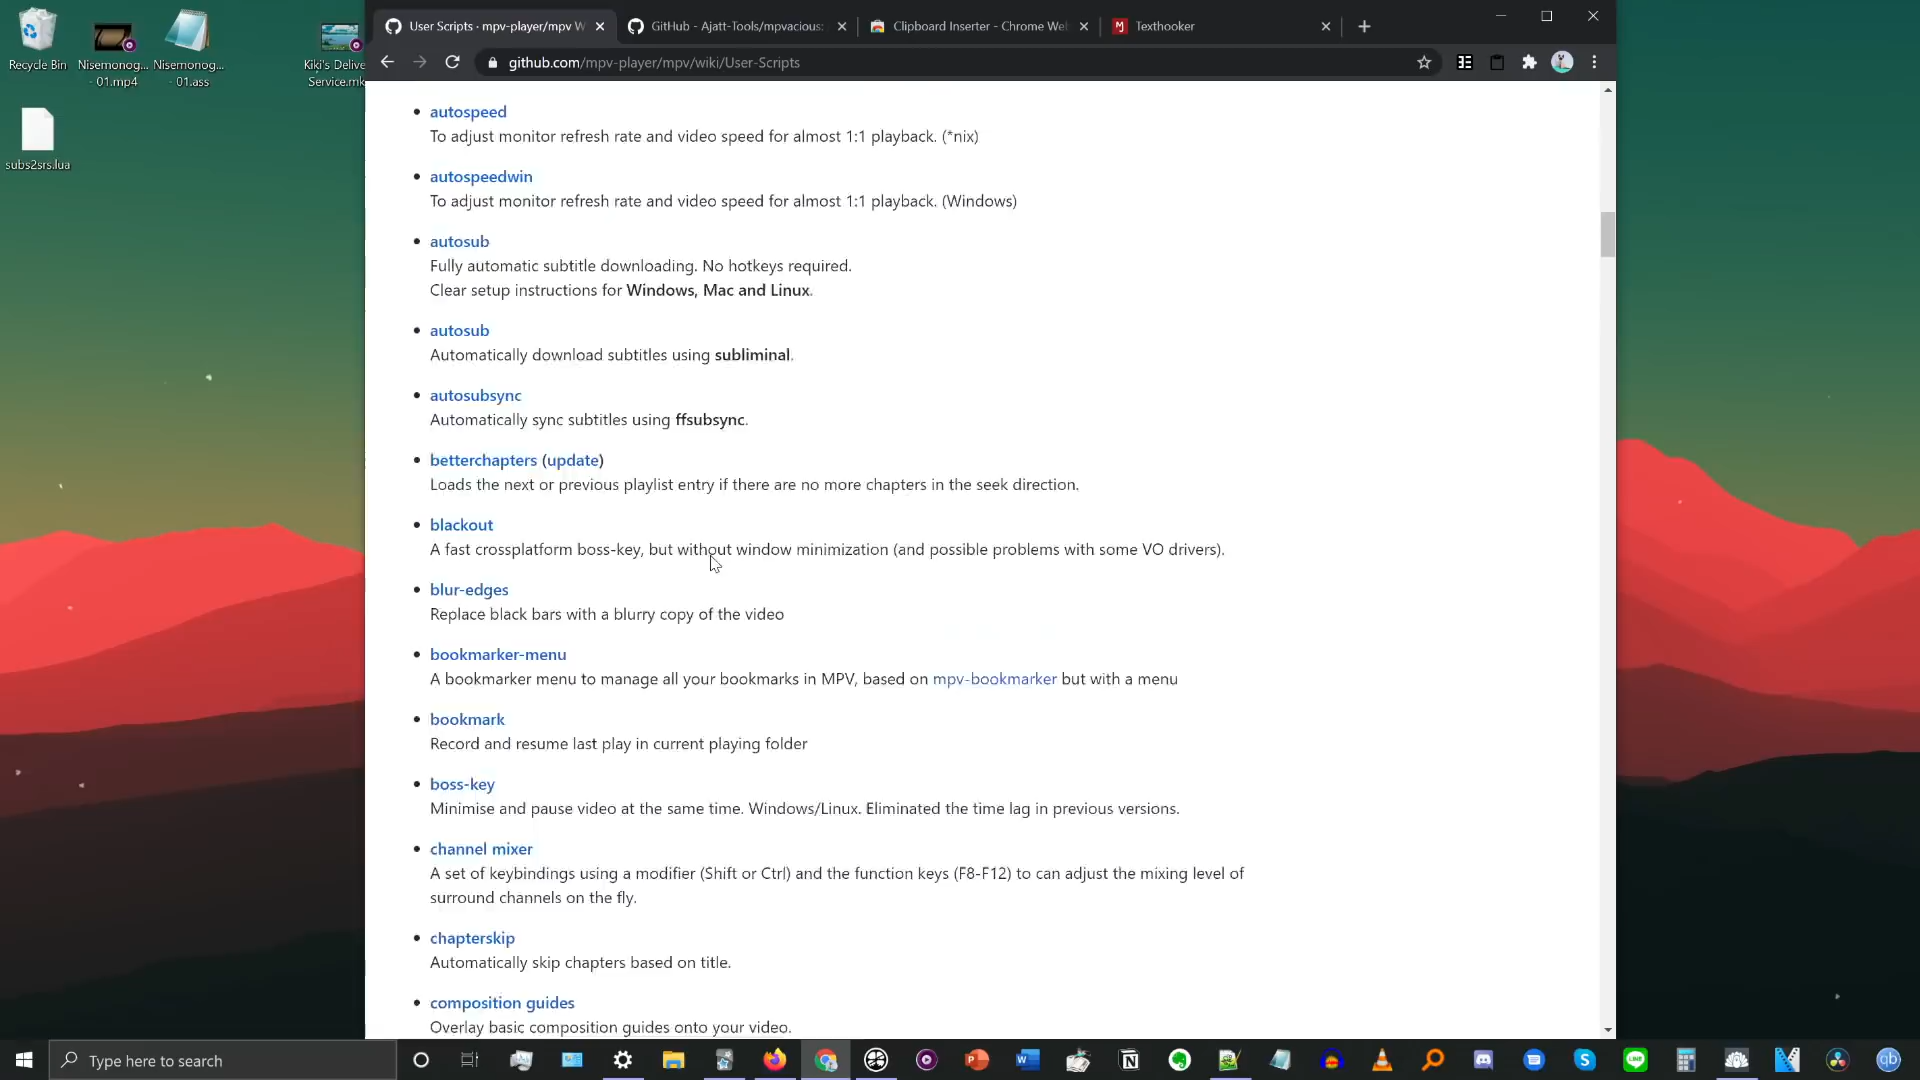 Recycle Bin
Nisemonog...
- 01.mp4
Nisemonog...
- 01.ass
Kiki's Delive
Service.mk
subs2srs.lua
User Scripts · mpv-player/mpv W
GitHub - Ajatt-Tools/mpvacious:
Clipboard Inserter - Chrome Web
Texthooker
github.com/mpv-player/mpv/wiki/User-Scripts
autospeed
To adjust monitor refresh rate and video speed for almost 1:1 playback. (*nix)
autospeedwin
To adjust monitor refresh rate and video speed for almost 1:1 playback. (Windows)
autosub
Fully automatic subtitle downloading. No hotkeys required.
Clear setup instructions for Windows, Mac and Linux.
autosub
Automatically download subtitles using subliminal.
autosubsync
Automatically sync subtitles using ffsubsync.
betterchapters (update)
Loads the next or previous playlist entry if there are no more chapters in the seek direction.
blackout
A fast crossplatform boss-key, but without window minimization (and possible problems with some VO drivers).
blur-edges
Replace black bars with a blurry copy of the video
bookmarker-menu
A bookmarker menu to manage all your bookmarks in MPV, based on mpv-bookmarker but with a menu
bookmark
Record and resume last play in current playing folder
boss-key
Minimise and pause video at the same time. Windows/Linux. Eliminated the time lag in previous versions.
channel mixer
A set of keybindings using a modifier (Shift or Ctrl) and the function keys (F8-F12) to can adjust the mixing level of
surround channels on the fly.
chapterskip
Automatically skip chapters based on title.
composition guides
Overlay basic composition guides onto your video.
Type here to search